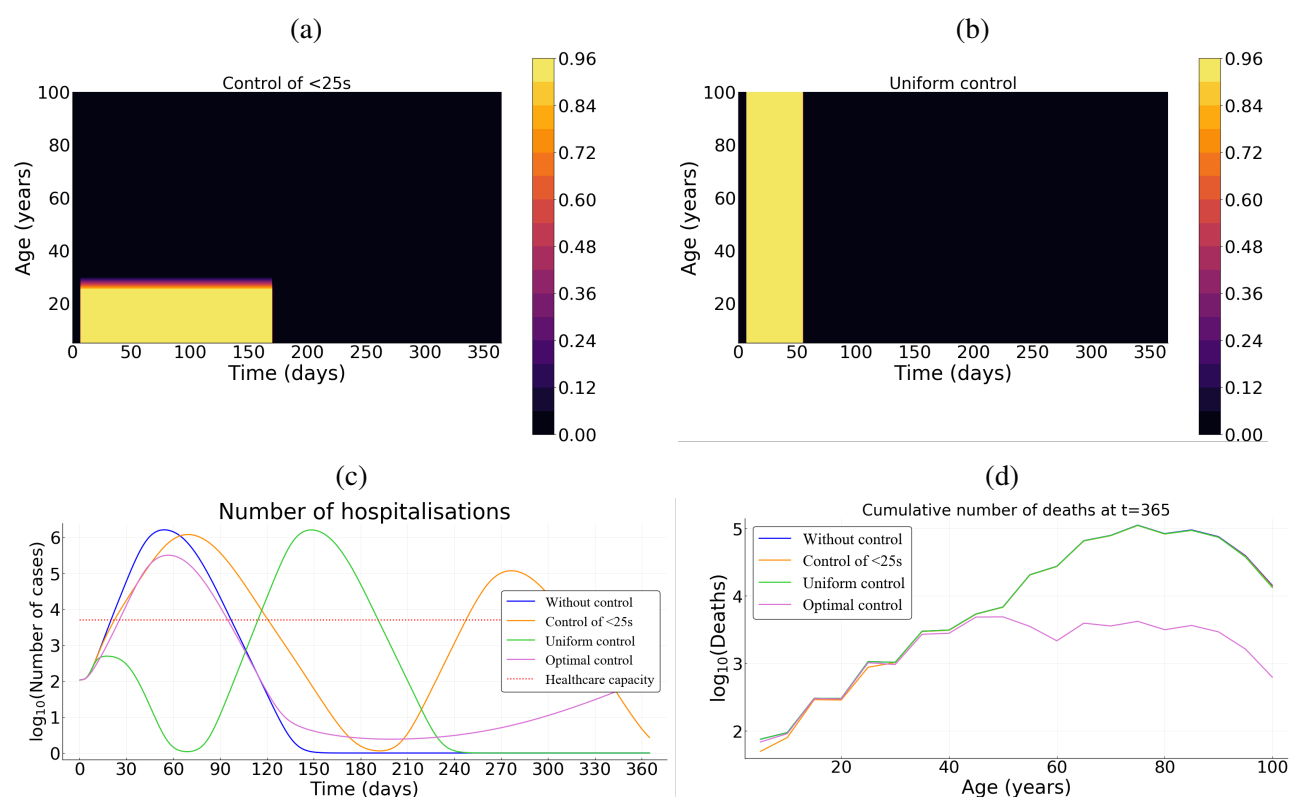 (a)
Control of <25s
Age (years)
100
80
60
40
20
0 50 100 150 200 250 300 350
Time (days)
0.96
0.84
0.72
0.60
0.48
0.36
0.24
0.12
0.00
(b)
Uniform control
Age (years)
100
80
60
40
20
0 50 100 150 200 250 300 350
Time (days)
0.96
0.84
0.72
0.60
0.48
0.36
0.24
0.12
0.00
(c)
Number of hospitalisations
log₁₀(Number of cases)
6
5
4
3
2
1
0
0 30 60 90 120 150 180 210 240 270 300 330 360
Time (days)
Without control
Control of <25s
Uniform control
Optimal control
Healthcare capacity
(d)
Cumulative number of deaths at t=365
log₁₀(Deaths)
5
4
3
2
20 40 60 80 100
Age (years)
Without control
Control of <25s
Uniform control
Optimal control